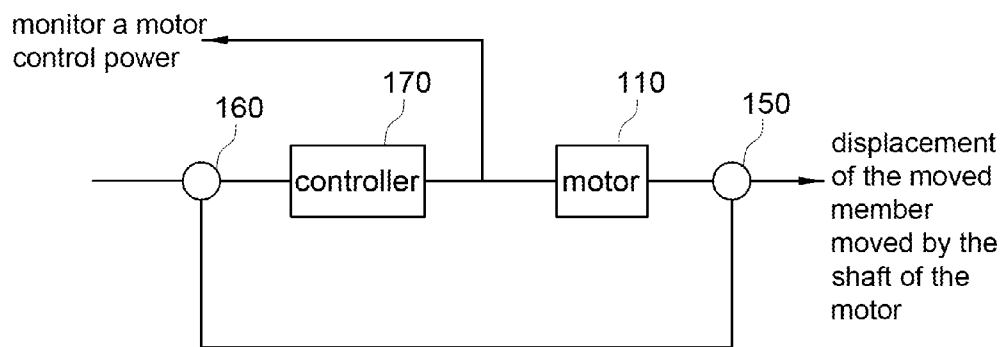 monitor a motor
control power
160
170
110
150
controller
motor
displacement
of the moved
member
moved by the
shaft of the
motor